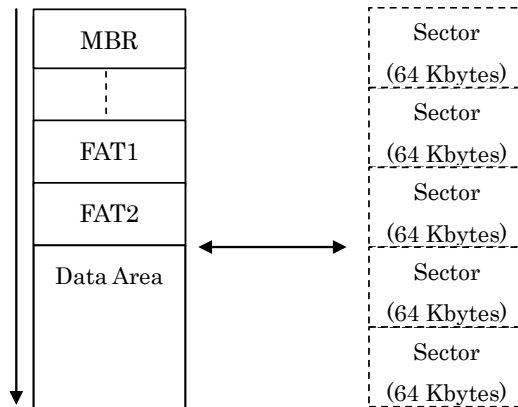 MBR
FAT1
FAT2
Data Area
Sector
(64 Kbytes)
Sector
(64 Kbytes)
Sector
(64 Kbytes)
Sector
(64 Kbytes)
Sector
(64 Kbytes)